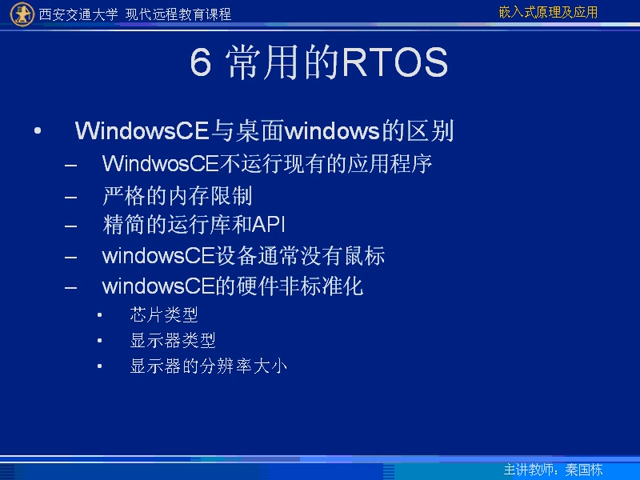 西安交通大学 现代远程教育课程
嵌入式原理及应用
6 常用的RTOS
• WindowsCE与桌面windows的区别
– WindwosCE不运行现有的应用程序
– 严格的内存限制
– 精简的运行库和API
– windowsCE设备通常没有鼠标
– windowsCE的硬件非标准化
• 芯片类型
• 显示器类型
• 显示器的分辨率大小
主讲教师：秦国栋